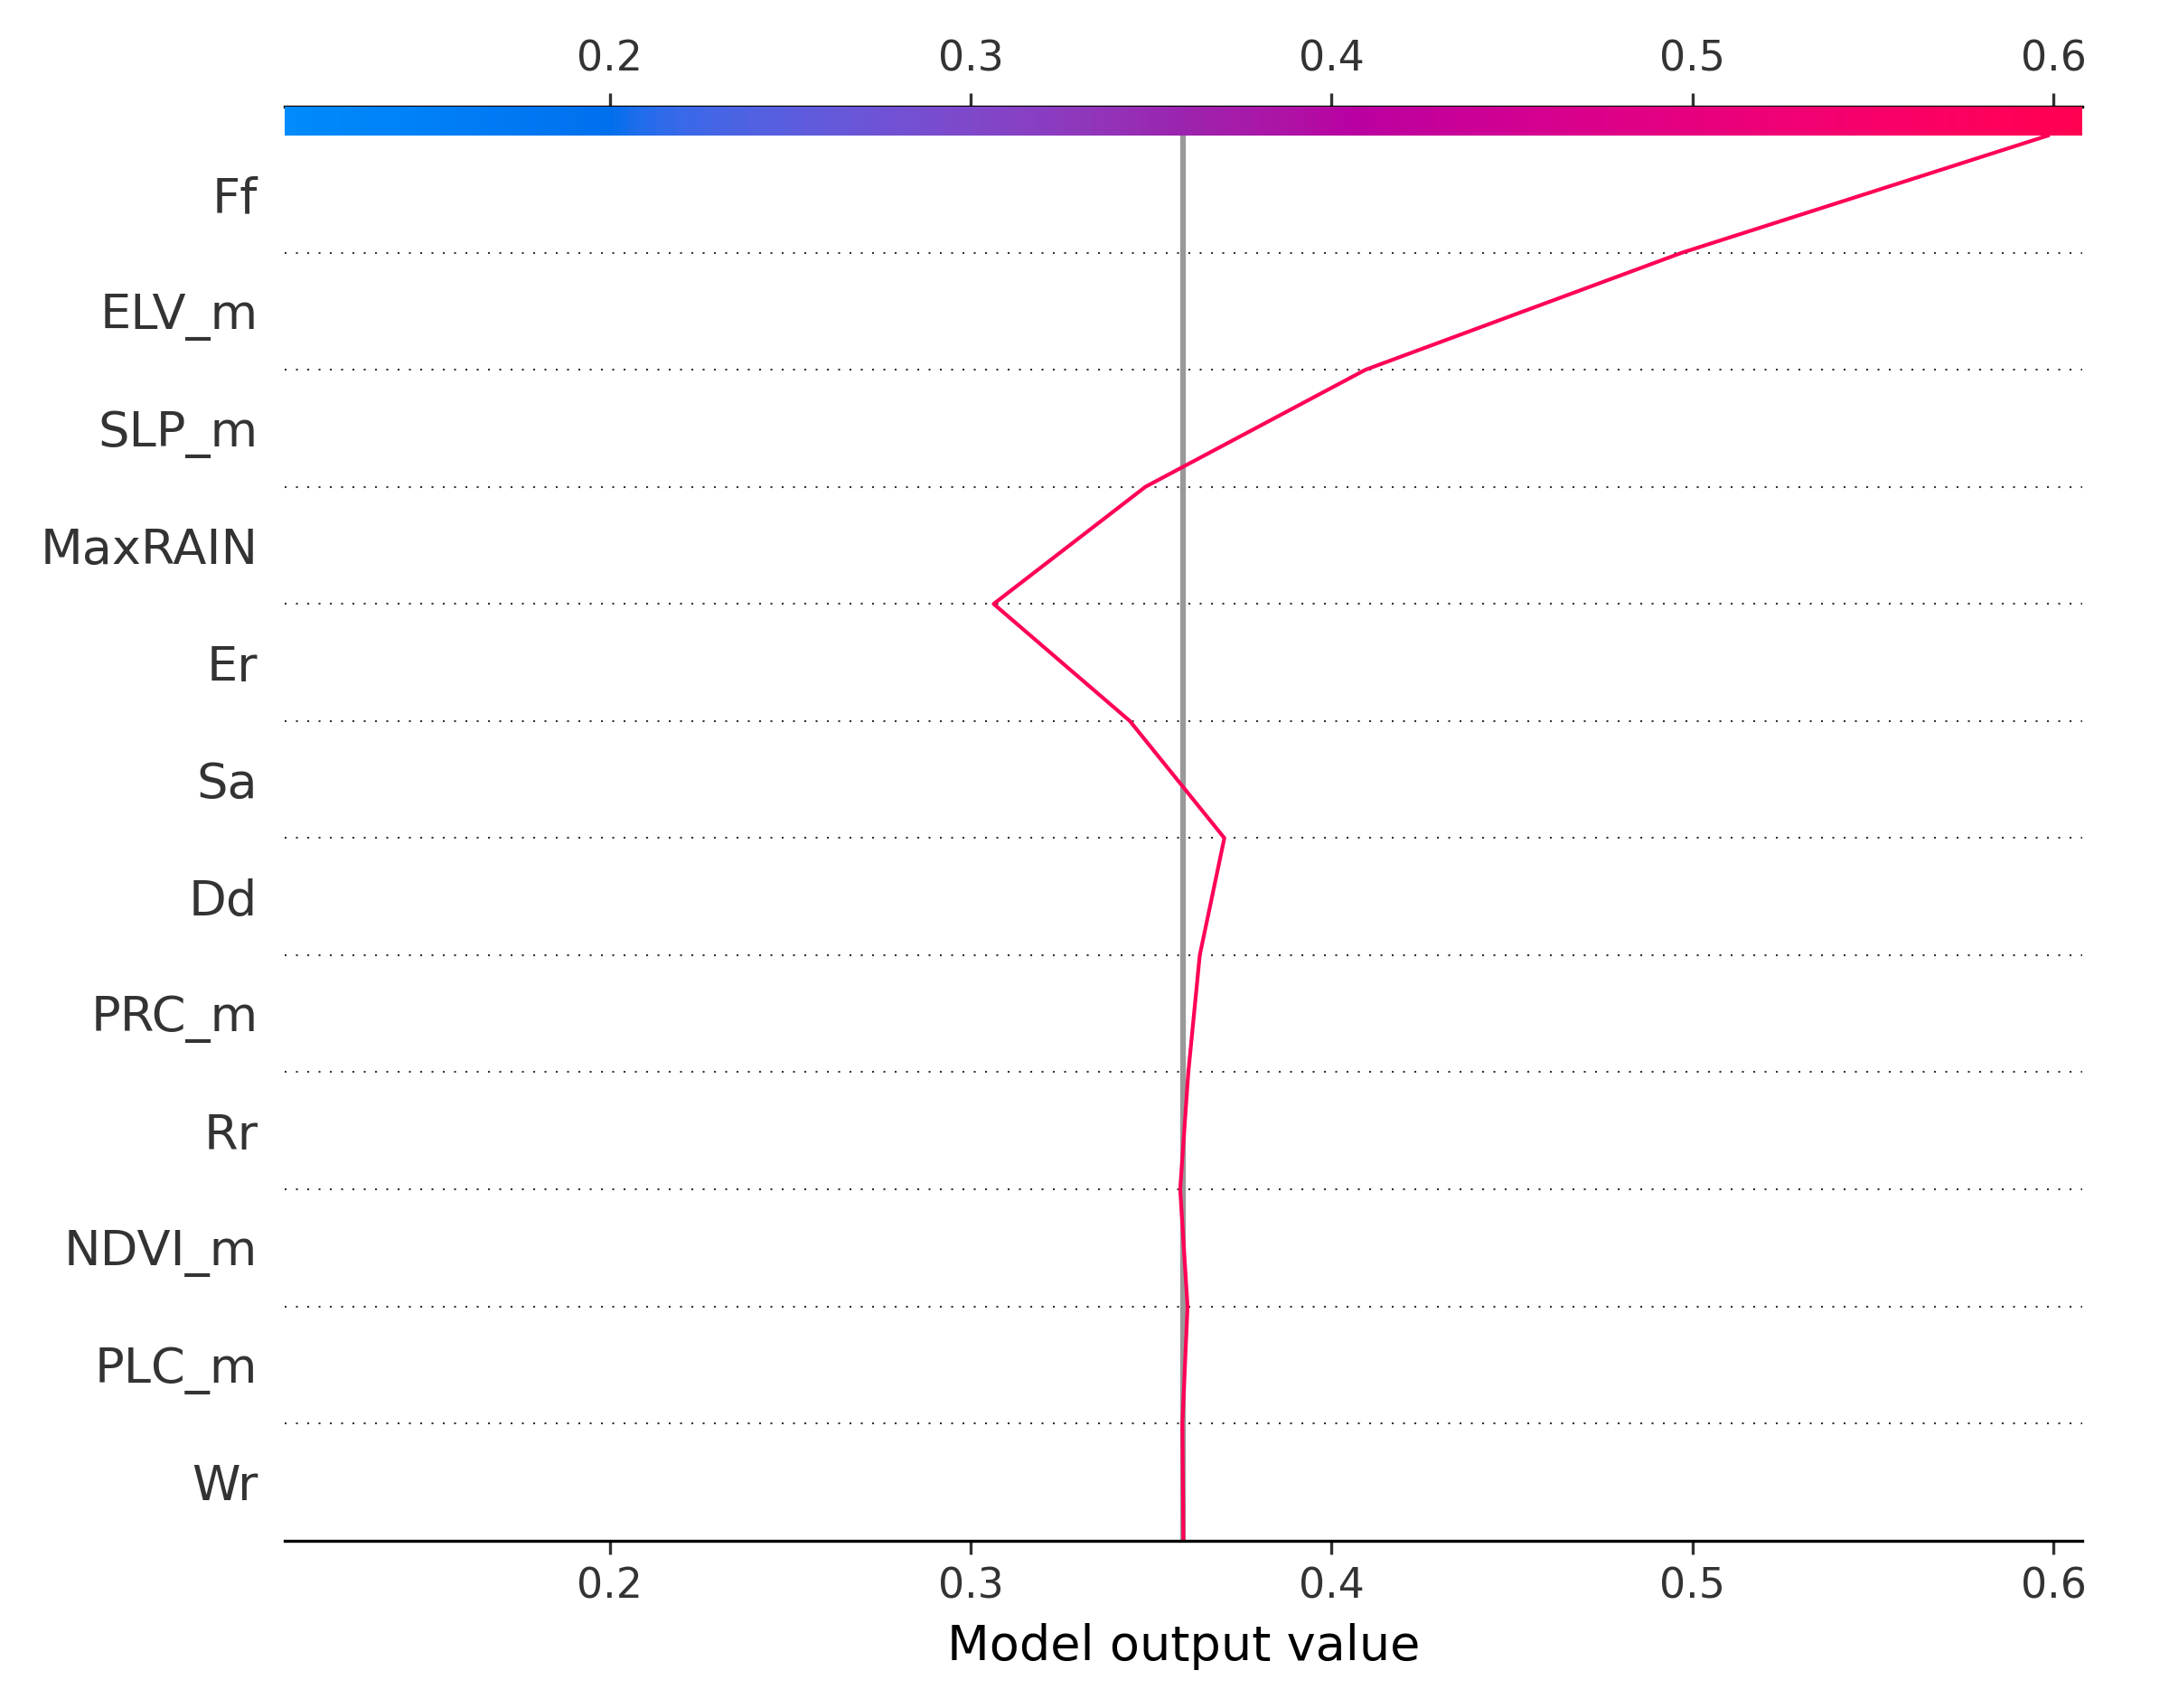 0.2 0.3 0.4 0.5 0.6
Ff
ELV_m
SLP_m
MaxRAIN
Er
Sa
Dd
PRC_m
Rr
NDVI_m
PLC_m
Wr
0.2 0.3 0.4 0.5 0.6
Model output value